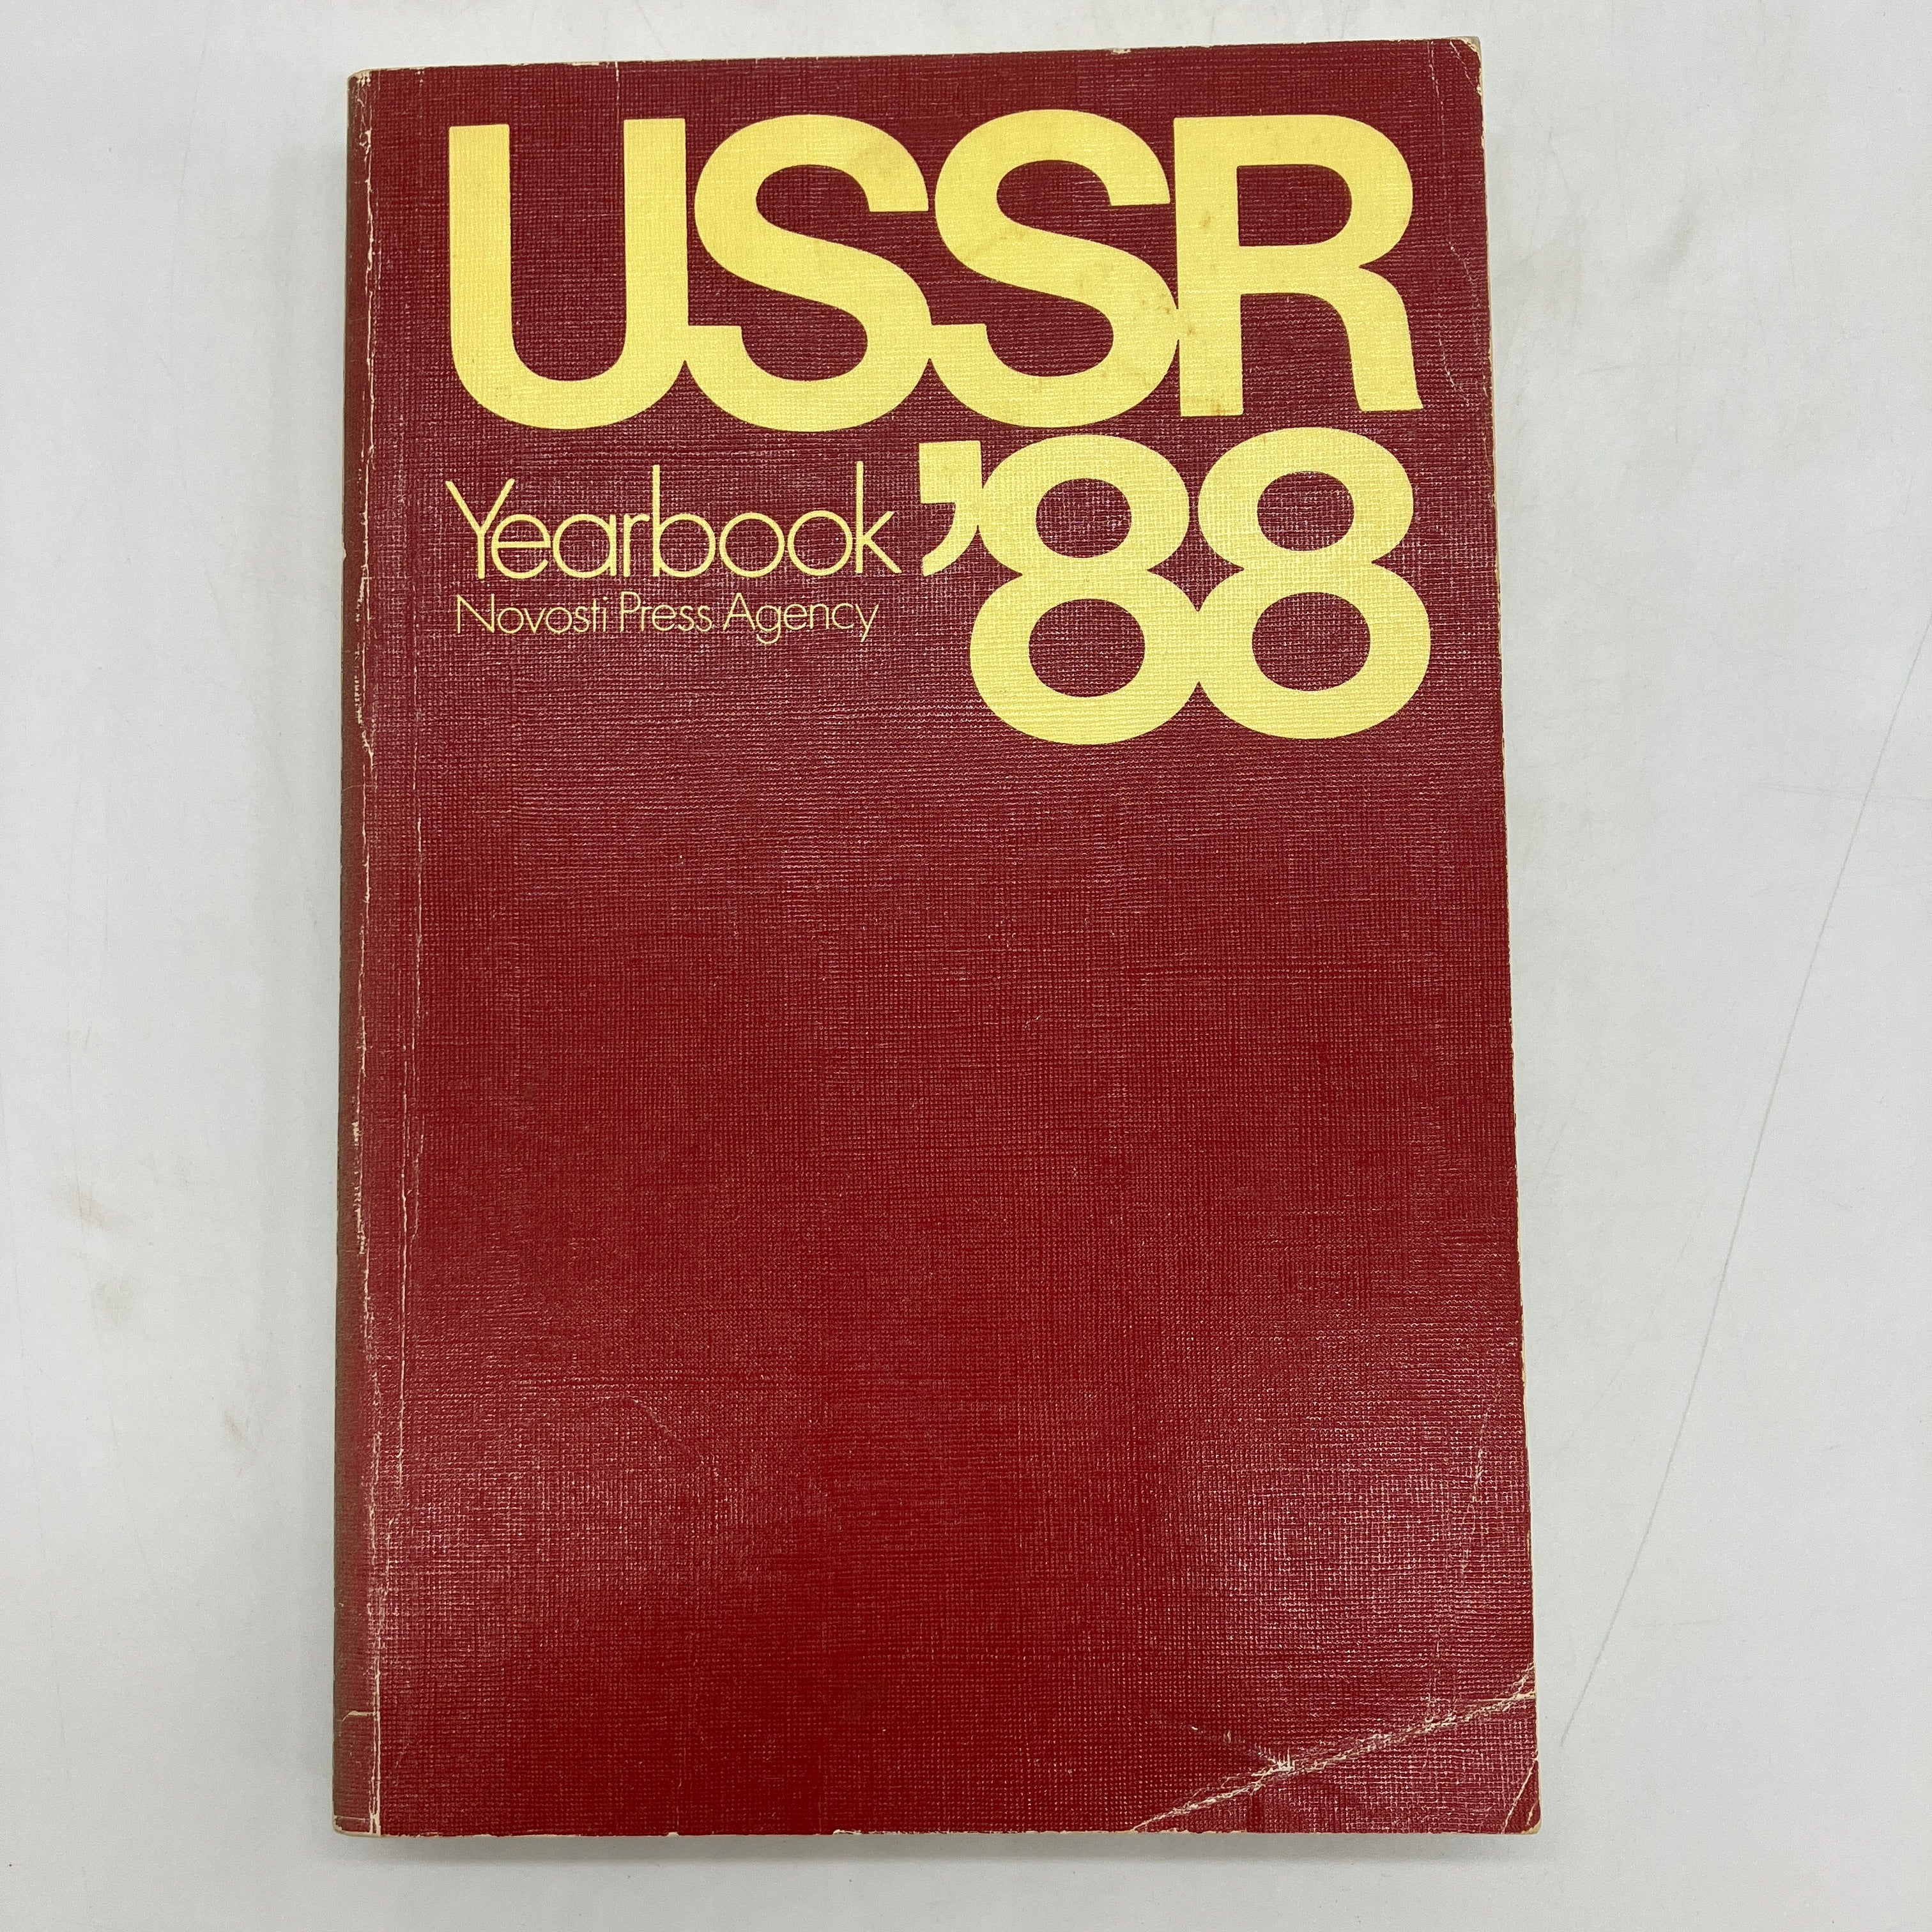 USSR
Yearbook ’88
Novosti Press Agency